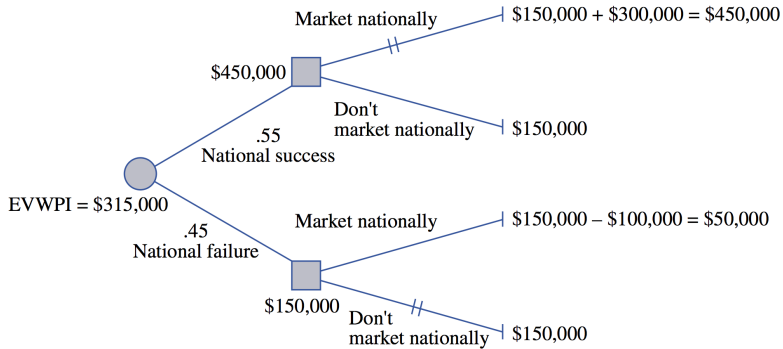 Market nationally
$150,000 + $300,000 = $450,000
$450,000
Don't
market nationally
$150,000
.55
National success
EVWPI = $315,000
.45
National failure
Market nationally
$150,000 – $100,000 = $50,000
$150,000
Don't
market nationally
$150,000